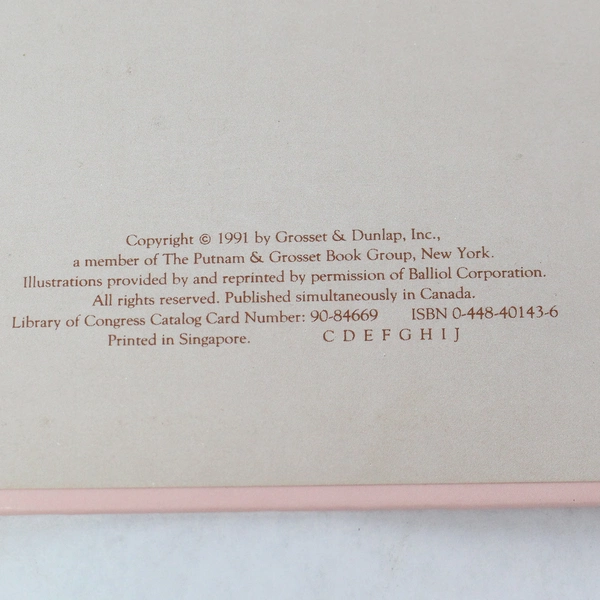 Copyright © 1991 by Grosset & Dunlap, Inc.,
a member of The Putnam & Grosset Book Group, New York.
Illustrations provided by and reprinted by permission of Balliol Corporation.
All rights reserved. Published simultaneously in Canada.
Library of Congress Catalog Card Number: 90-84669 ISBN 0-448-40143-6
Printed in Singapore. C D E F G H I J